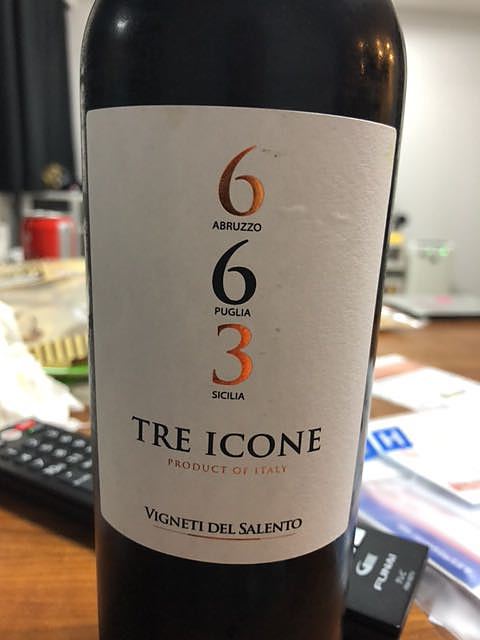 6
ABRUZZO
6
PUGLIA
3
SICILIA
TRE ICONE
PRODUCT OF ITALY
VIGNETI DEL SALENTO
FUNAI